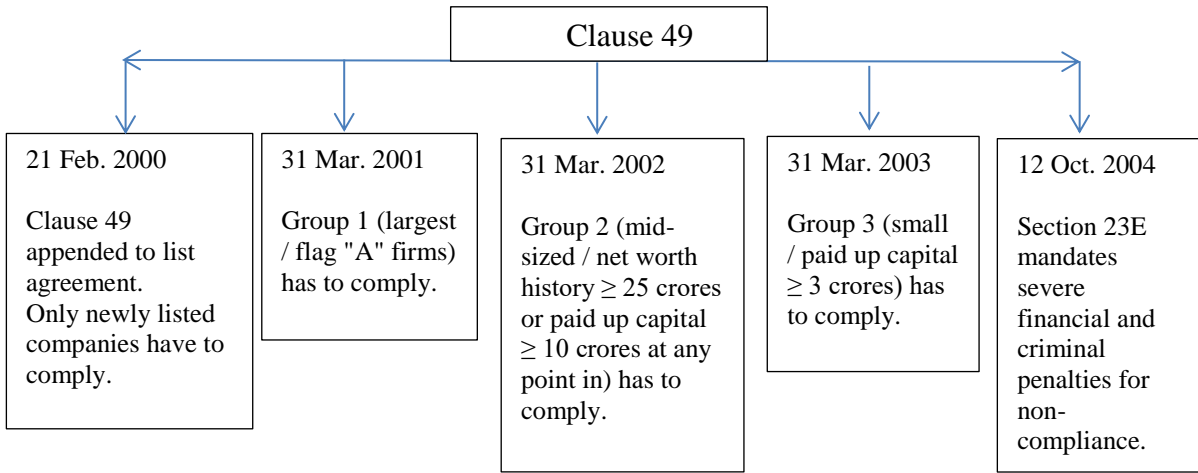 Clause 49
21 Feb. 2000
Clause 49
appended to list
agreement.
Only newly listed
companies have to
comply.
31 Mar. 2001
Group 1 (largest
/ flag "A" firms)
has to comply.
31 Mar. 2002
Group 2 (mid-
sized / net worth
history ≥ 25 crores
or paid up capital
≥ 10 crores at any
point in) has to
comply.
31 Mar. 2003
Group 3 (small
/ paid up capital
≥ 3 crores) has
to comply.
12 Oct. 2004
Section 23E
mandates
severe
financial and
criminal
penalties for
non-
compliance.